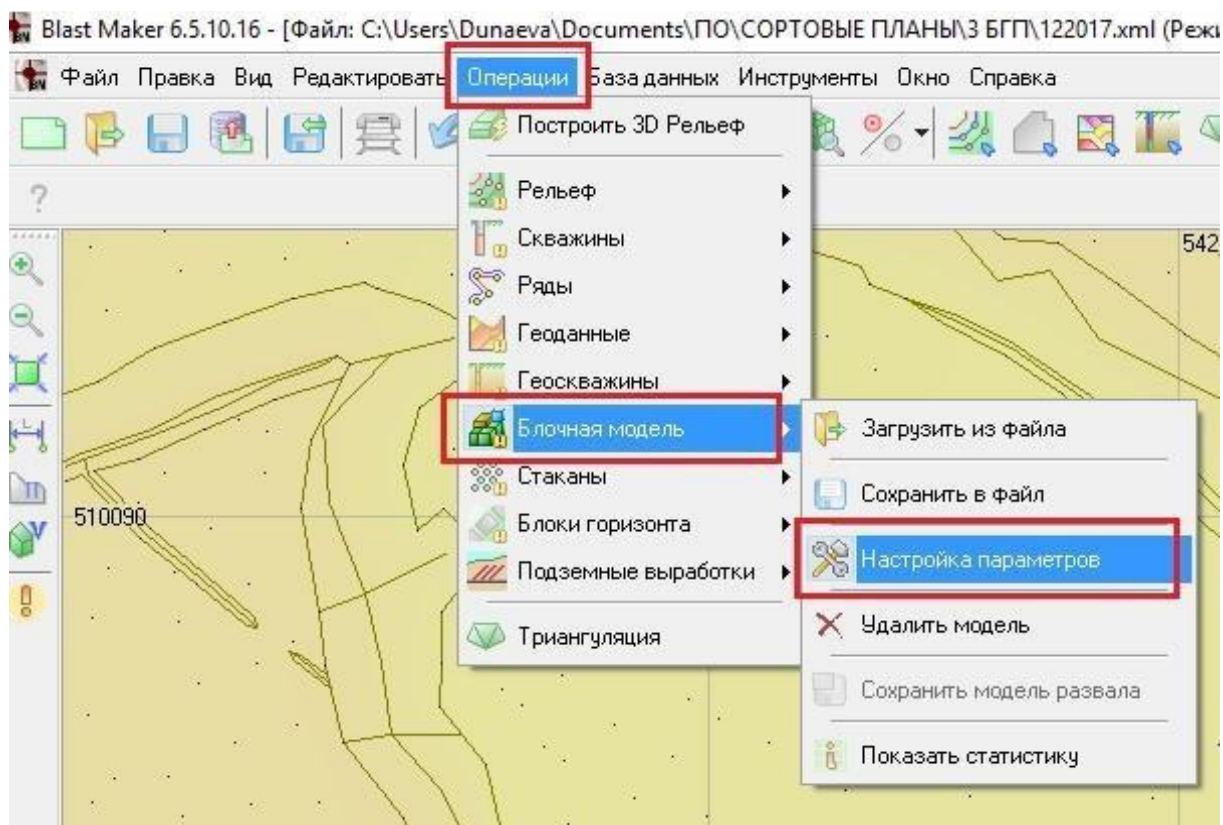 Blast Maker 6.5.10.16 - [Файл: C:\Users\Dunaeva\Documents\ПО\СОРТОВЫЕ ПЛАНЫ\3 БГП\122017.xml (Режи
Файл Правка Вид Редактировать Операции База данных Инструменты Окно Справка
Построить 3D Рельеф
Рельеф
Скважины
542
Ряды
Геоданные
Геоскважины
Блочная модель
Загрузить из файла
Стаканы
Сохранить в файл
510090
Блоки горизонта
Настройка параметров
Подземные выработки
Удалить модель
Триангуляция
Сохранить модель развала
Показать статистику